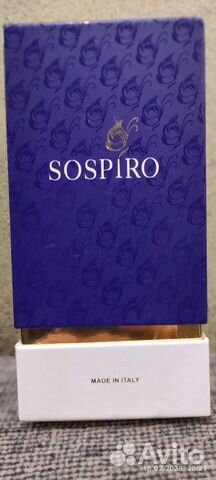 SOSPIRO
MADE IN ITALY
Avito
15.02.2023 20:27